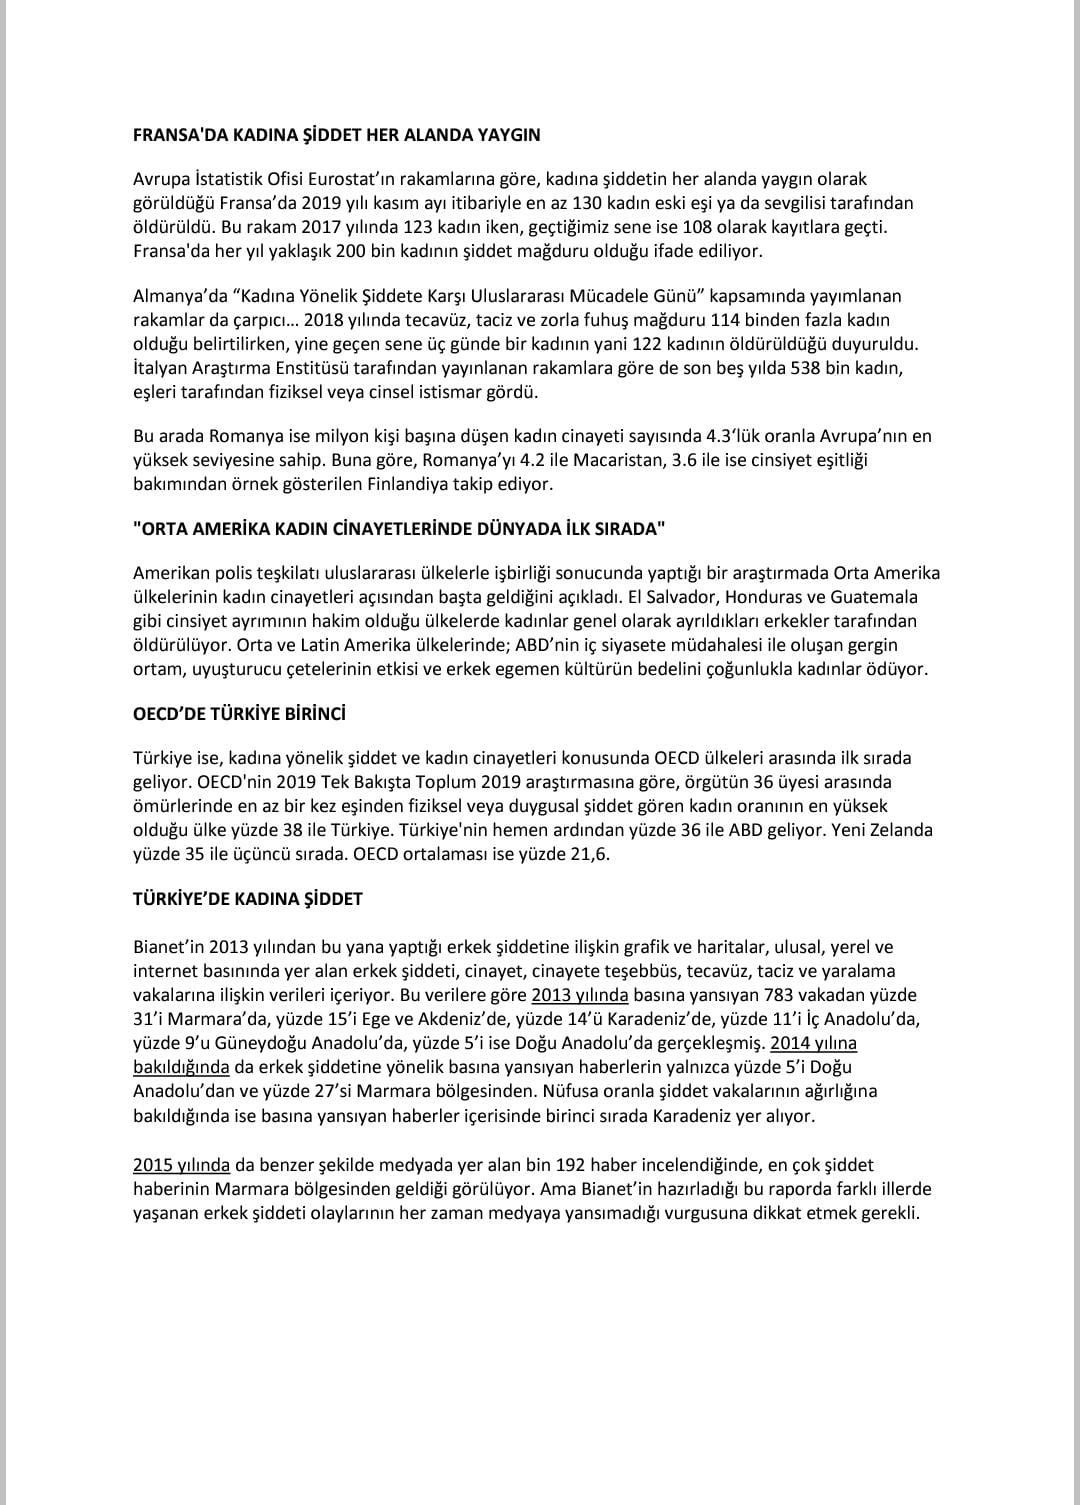 FRANSA'DA KADINA ŞİDDET HER ALANDA YAYGIN
Avrupa İstatistik Ofisi Eurostat’ın rakamlarına göre, kadına şiddetin her alanda yaygın olarak
görüldüğü Fransa’da 2019 yılı kasım ayı itibariyle en az 130 kadın eski eşi ya da sevgilisi tarafından
öldürüldü. Bu rakam 2017 yılında 123 kadın iken, geçtiğimiz sene ise 108 olarak kayıtlara geçti.
Fransa'da her yıl yaklaşık 200 bin kadının şiddet mağduru olduğu ifade ediliyor.
Almanya’da “Kadına Yönelik Şiddete Karşı Uluslararası Mücadele Günü” kapsamında yayımlanan
rakamlar da çarpıcı... 2018 yılında tecavüz, taciz ve zorla fuhuş mağduru 114 binden fazla kadın
olduğu belirtilirken, yine geçen sene üç günde bir kadının yani 122 kadının öldürüldüğü duyuruldu.
İtalyan Araştırma Enstitüsü tarafından yayınlanan rakamlara göre de son beş yılda 538 bin kadın,
eşleri tarafından fiziksel veya cinsel istismar gördü.
Bu arada Romanya ise milyon kişi başına düşen kadın cinayeti sayısında 4.3‘lük oranla Avrupa’nın en
yüksek seviyesine sahip. Buna göre, Romanya’yı 4.2 ile Macaristan, 3.6 ile ise cinsiyet eşitliği
bakımından örnek gösterilen Finlandiya takip ediyor.
"ORTA AMERİKA KADIN CİNAYETLERİNDE DÜNYADA İLK SIRADA"
Amerikan polis teşkilatı uluslararası ülkelerle işbirliği sonucunda yaptığı bir araştırmada Orta Amerika
ülkelerinin kadın cinayetleri açısından başta geldiğini açıkladı. El Salvador, Honduras ve Guatemala
gibi cinsiyet ayrımının hakim olduğu ülkelerde kadınlar genel olarak ayrıldıkları erkekler tarafından
öldürülüyor. Orta ve Latin Amerika ülkelerinde; ABD’nin iç siyasete müdahalesi ile oluşan gergin
ortam, uyuşturucu çetelerinin etkisi ve erkek egemen kültürün bedelini çoğunlukla kadınlar ödüyor.
OECD’DE TÜRKİYE BİRİNCİ
Türkiye ise, kadına yönelik şiddet ve kadın cinayetleri konusunda OECD ülkeleri arasında ilk sırada
geliyor. OECD'nin 2019 Tek Bakışta Toplum 2019 araştırmasına göre, örgütün 36 üyesi arasında
ömürlerinde en az bir kez eşinden fiziksel veya duygusal şiddet gören kadın oranının en yüksek
olduğu ülke yüzde 38 ile Türkiye. Türkiye'nin hemen ardından yüzde 36 ile ABD geliyor. Yeni Zelanda
yüzde 35 ile üçüncü sırada. OECD ortalaması ise yüzde 21,6.
TÜRKİYE’DE KADINA ŞİDDET
Bianet’in 2013 yılından bu yana yaptığı erkek şiddetine ilişkin grafik ve haritalar, ulusal, yerel ve
internet basınında yer alan erkek şiddeti, cinayet, cinayete teşebbüs, tecavüz, taciz ve yaralama
vakalarına ilişkin verileri içeriyor. Bu verilere göre 2013 yılında basına yansıyan 783 vakadan yüzde
31’i Marmara’da, yüzde 15’i Ege ve Akdeniz’de, yüzde 14’ü Karadeniz’de, yüzde 11’i İç Anadolu’da,
yüzde 9’u Güneydoğu Anadolu’da, yüzde 5’i ise Doğu Anadolu’da gerçekleşmiş. 2014 yılına
bakıldığında da erkek şiddetine yönelik basına yansıyan haberlerin yalnızca yüzde 5’i Doğu
Anadolu’dan ve yüzde 27’si Marmara bölgesinden. Nüfusa oranla şiddet vakalarının ağırlığına
bakıldığında ise basına yansıyan haberler içerisinde birinci sırada Karadeniz yer alıyor.
2015 yılında da benzer şekilde medyada yer alan bin 192 haber incelendiğinde, en çok şiddet
haberinin Marmara bölgesinden geldiği görülüyor. Ama Bianet’in hazırladığı bu raporda farklı illerde
yaşanan erkek şiddeti olaylarının her zaman medyaya yansımadığı vurgusuna dikkat etmek gerekli.